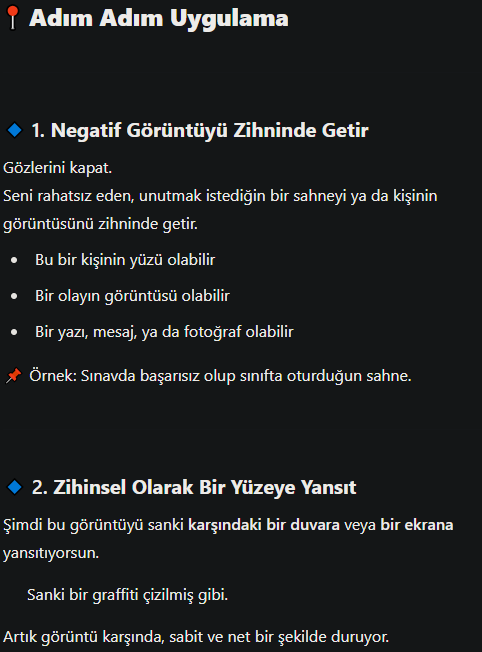 📍 Adım Adım Uygulama
🔹 1. Negatif Görüntüyü Zihninde Getir
Gözlerini kapat.
Seni rahatsız eden, unutmak istediğin bir sahneyi ya da kişinin
görüntüsünü zihninde getir.
• Bu bir kişinin yüzü olabilir
• Bir olayın görüntüsü olabilir
• Bir yazı, mesaj, ya da fotoğraf olabilir
📌 Örnek: Sınavda başarısız olup sınıfta oturduğun sahne.
🔹 2. Zihinsel Olarak Bir Yüzeye Yansıt
Şimdi bu görüntüyü sanki karşındaki bir duvara veya bir ekrana
yansıtıyorsun.
Sanki bir graffiti çizilmiş gibi.
Artık görüntü karşında, sabit ve net bir şekilde duruyor.